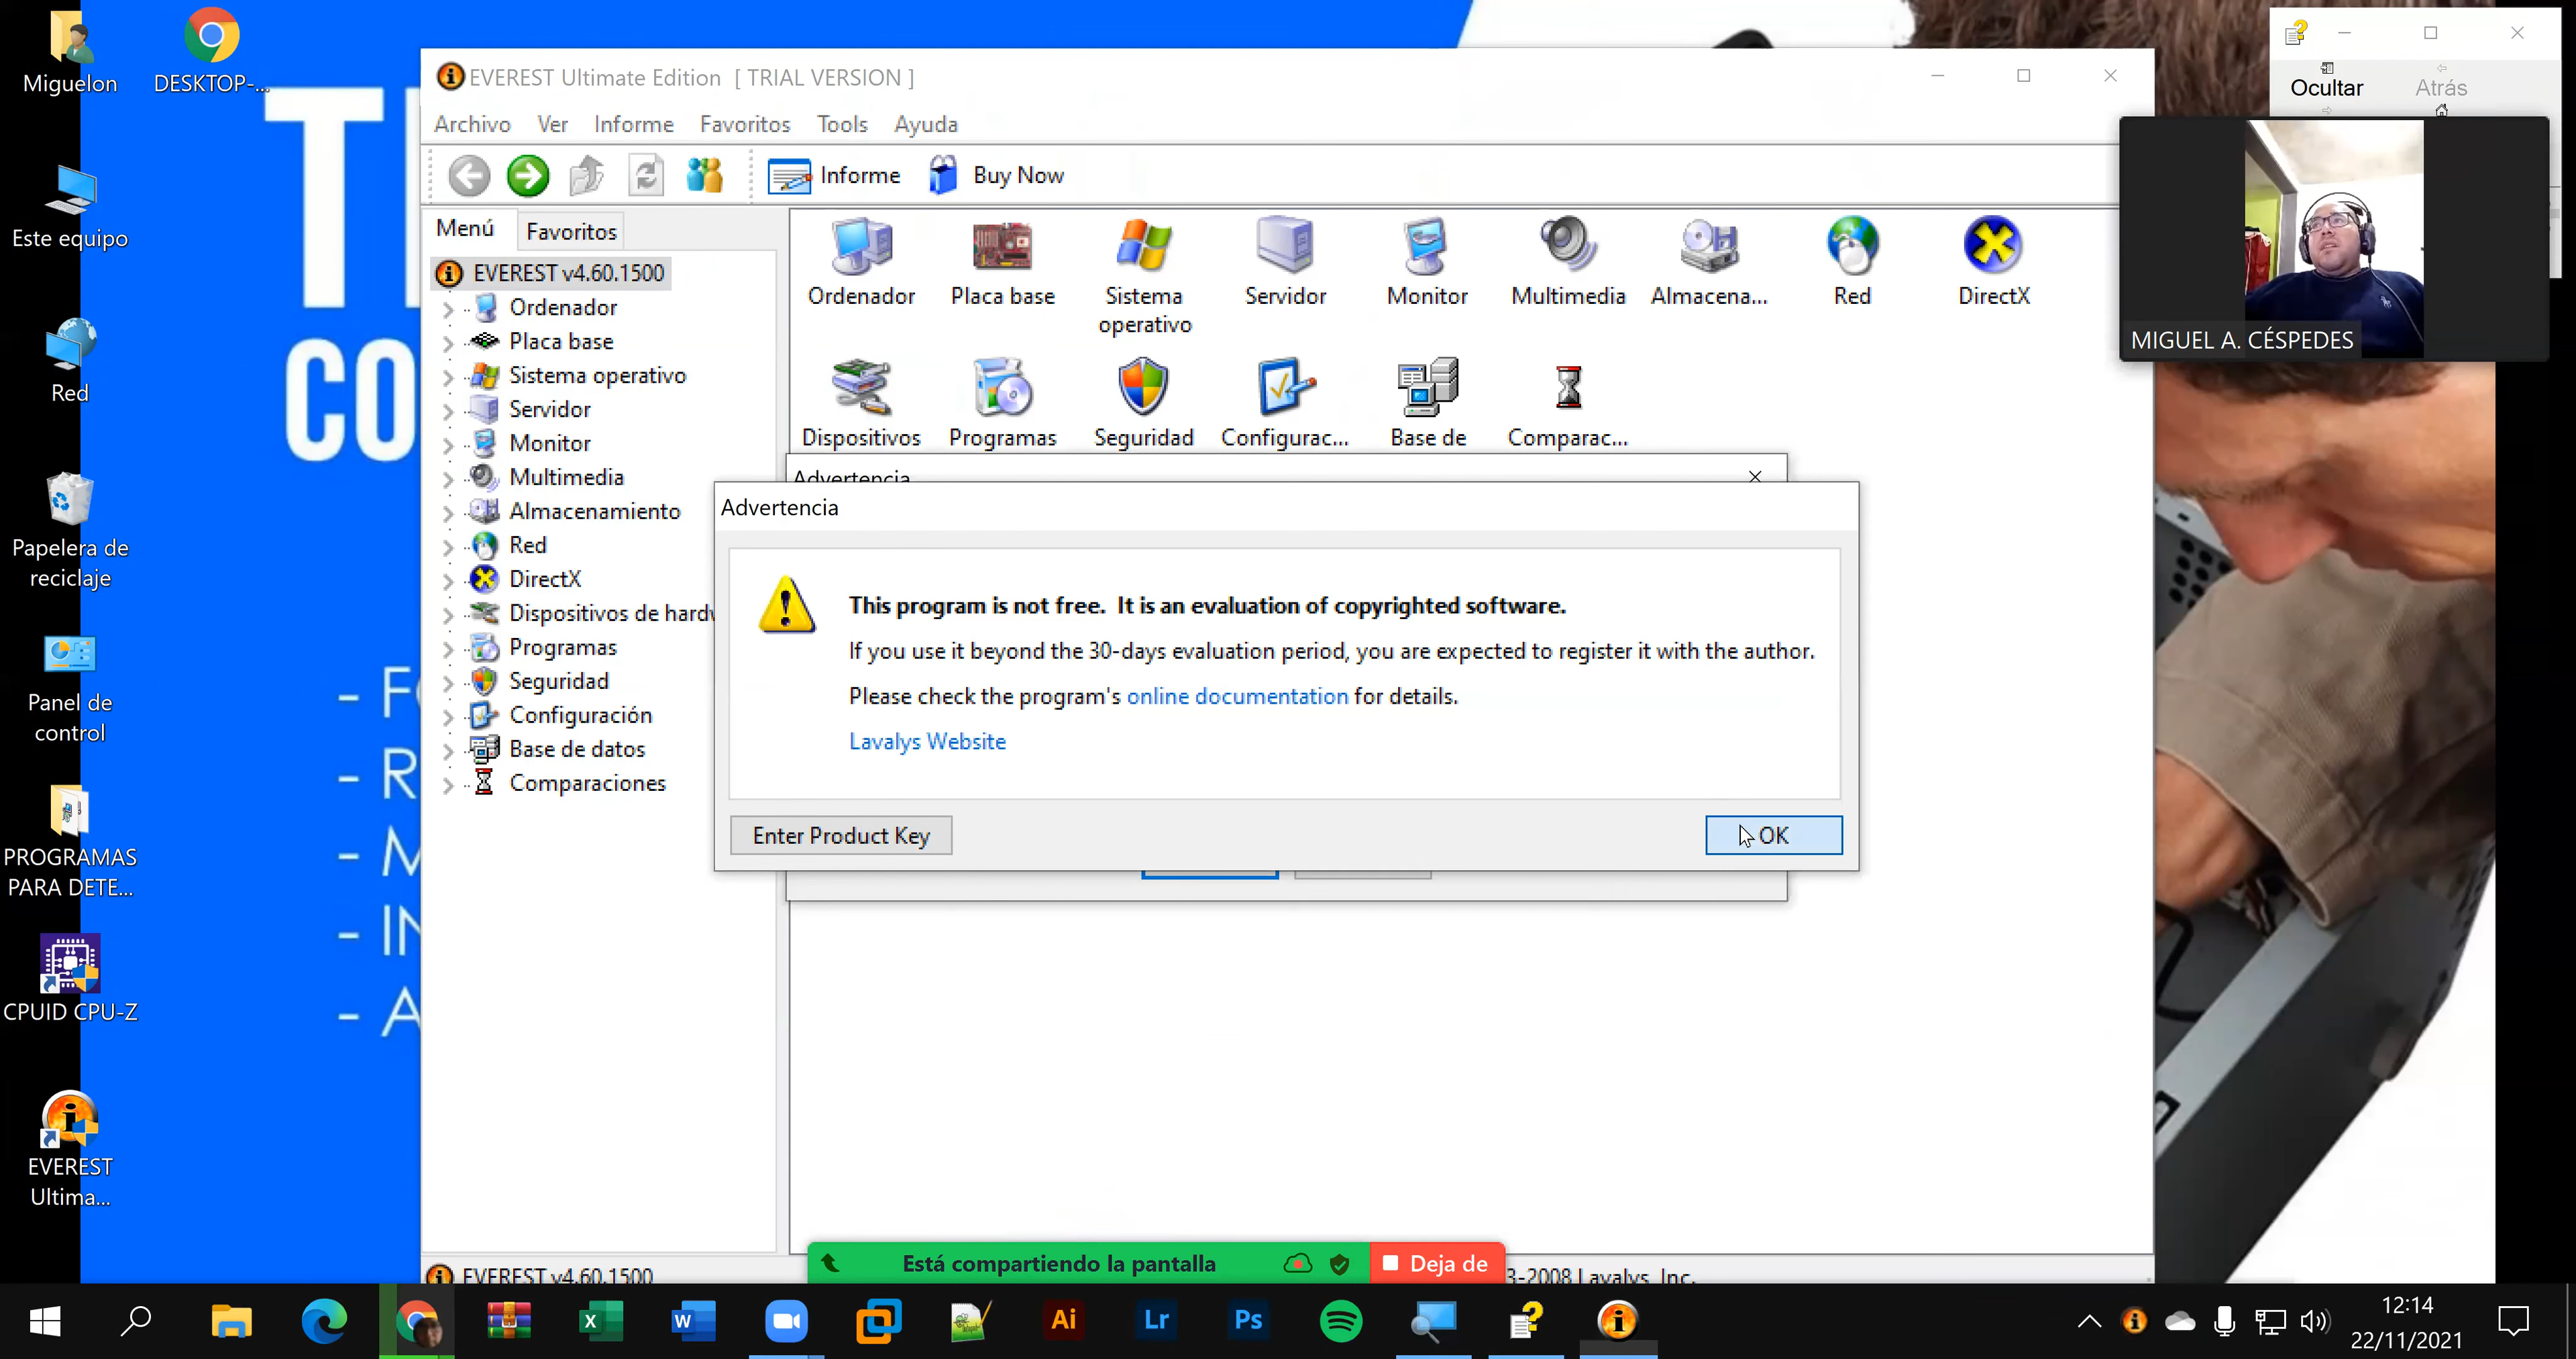 Miguelon
DESKTOP-...
Este equipo
Red
Papelera de
reciclaje
Panel de
control
PROGRAMAS
PARA DETE...
CPUID CPU-Z
EVEREST
Ultima...
CO
EVEREST Ultimate Edition [ TRIAL VERSION ]
Archivo Ver Informe Favoritos Tools Ayuda
Informe Buy Now
Menú Favoritos
EVEREST v4.60.1500
Ordenador
Placa base
Sistema operativo
Servidor
Monitor
Multimedia
Almacenamiento
Red
DirectX
Dispositivos de hardw
Programas
Seguridad
Configuración
Base de datos
Comparaciones
Ordenador Placa base Sistema Servidor Monitor Multimedia Almacena... Red DirectX
operativo
Dispositivos Programas Seguridad Configurac... Base de Comparac...
Advertencia
Advertencia
This program is not free. It is an evaluation of copyrighted software.
If you use it beyond the 30-days evaluation period, you are expected to register it with the author.
Please check the program's online documentation for details.
Lavalys Website
Enter Product Key
OK
Ocultar Atrás
MIGUEL A. CÉSPEDES
EVEREST v4.60.1500
Está compartiendo la pantalla
Deja de
3-2008 Lavalys, Inc.
Ai
Lr
Ps
12:14
22/11/2021